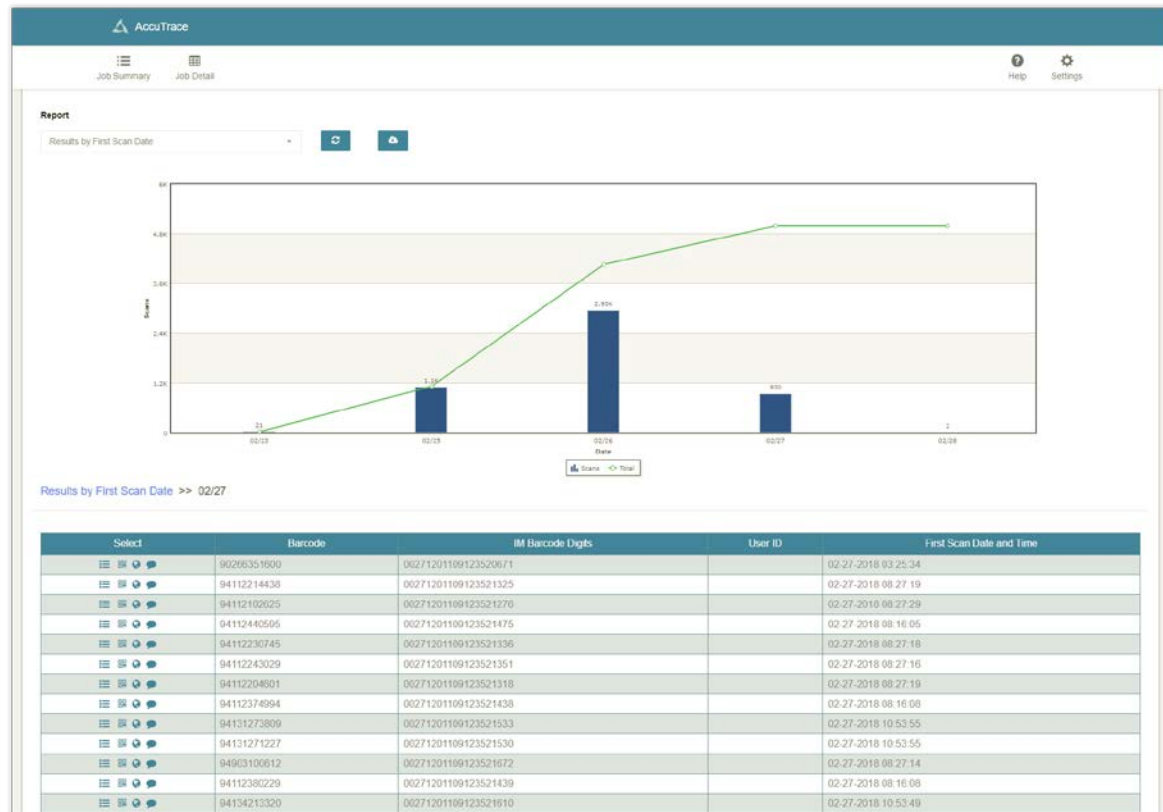 AccuTrace
Job Summary Job Detail Help Settings
Report
Results by First Scan Date
6K
4.8K
3.6K
2.4K
1.2K
0
Scans
21
1.1K
2
02/25
02/26
02/27
02/28
Date
Scans Total
Results by First Scan Date >> 02/27
Select Barcode IM Barcode Digits User ID First Scan Date and Time
90266351600 00271201109123520671 02-27-2018 03:25:34
94112214438 00271201109123521325 02-27-2018 08:27:19
94112102625 00271201109123521276 02-27-2018 08:27:29
94112440595 00271201109123521475 02-27-2018 08:16:05
94112230745 00271201109123521336 02-27-2018 08:27:18
94112243029 00271201109123521351 02-27-2018 08:27:16
94112204601 00271201109123521318 02-27-2018 08:27:19
94112374994 00271201109123521438 02-27-2018 08:16:08
94131273809 00271201109123521533 02-27-2018 10:53:55
94131271227 00271201109123521530 02-27-2018 10:53:55
94903100612 00271201109123521672 02-27-2018 08:27:14
94112380229 00271201109123521439 02-27-2018 08:16:08
94134213320 00271201109123521610 02-27-2018 10:53:49